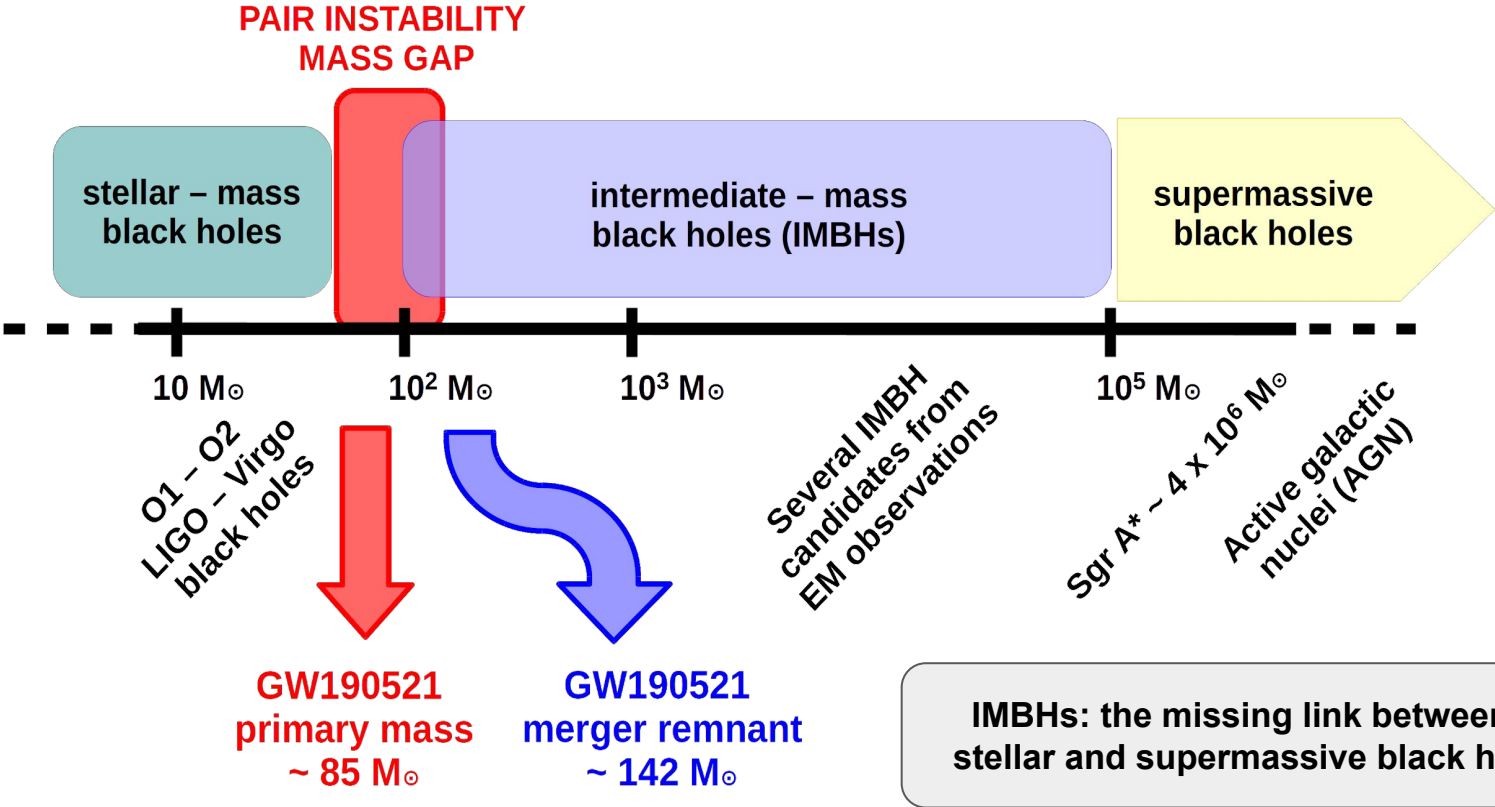 PAIR INSTABILITY
MASS GAP
stellar – mass
black holes
intermediate – mass
black holes (IMBHs)
supermassive
black holes
10 M☉
10² M☉
10³ M☉
10⁵ M☉
O1 – O2
LIGO – Virgo
black holes
Several IMBH
candidates from
EM observations
Sgr A* ~ 4 x 10⁶ M☉
Active galactic
nuclei (AGN)
GW190521
primary mass
~ 85 M☉
GW190521
merger remnant
~ 142 M☉
IMBHs: the missing link between
stellar and supermassive black h